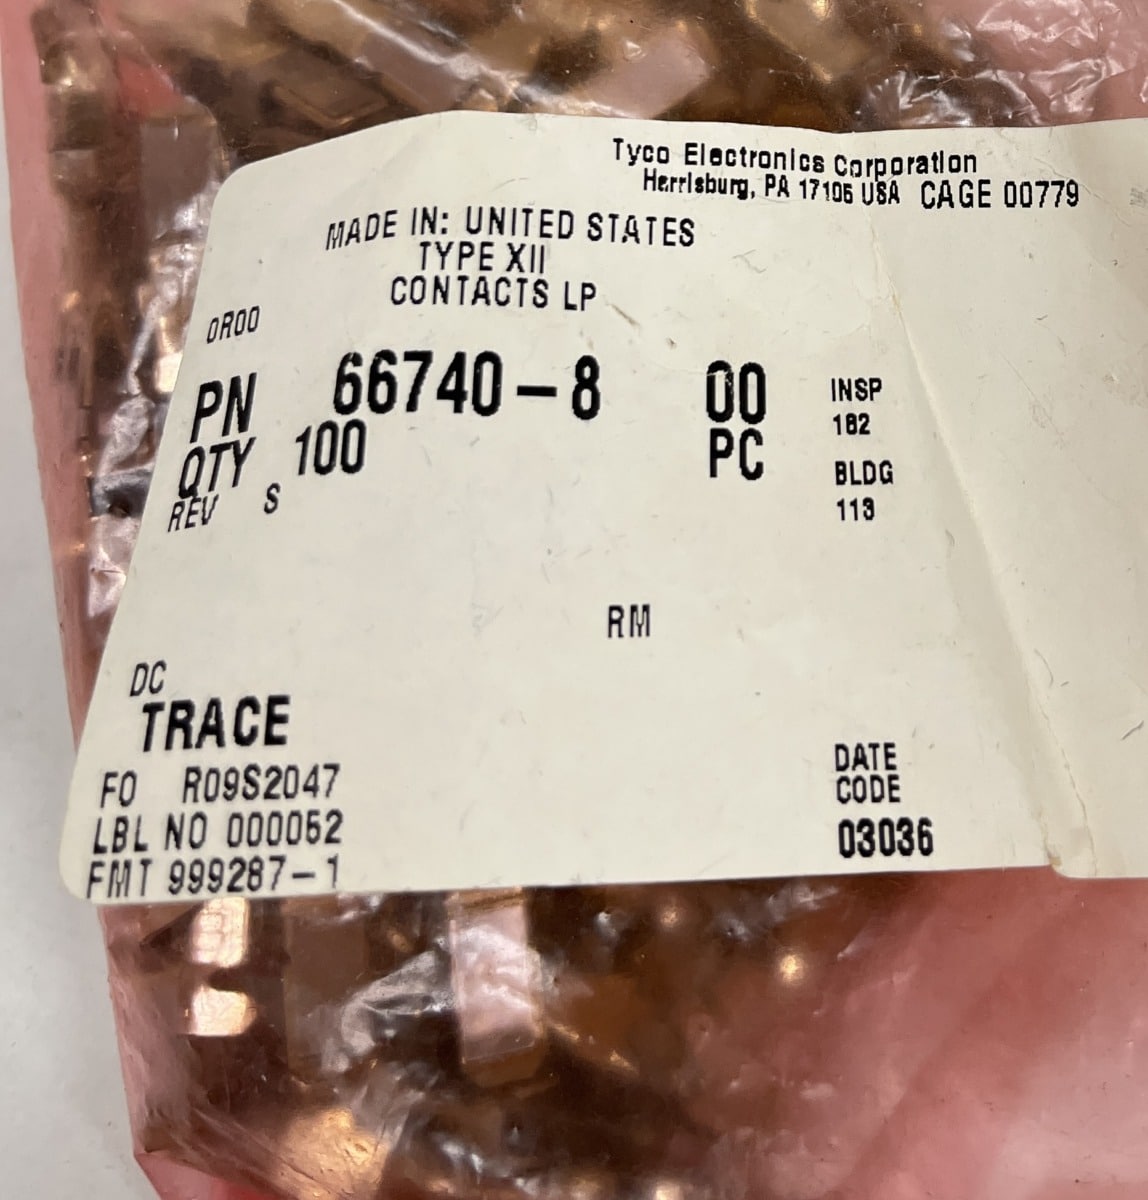 Tyco Electronics Corporation
Harrisburg, PA 17105 USA CAGE 00779
MADE IN: UNITED STATES
TYPE XII
CONTACTS LP
0R00
PN 66740-8 00
QTY 100 PC
REV S
INSP
182
BLDG
113
RM
DC
TRACE
FO R09S2047
LBL NO 000052
FMT 999287-1
DATE
CODE
03036